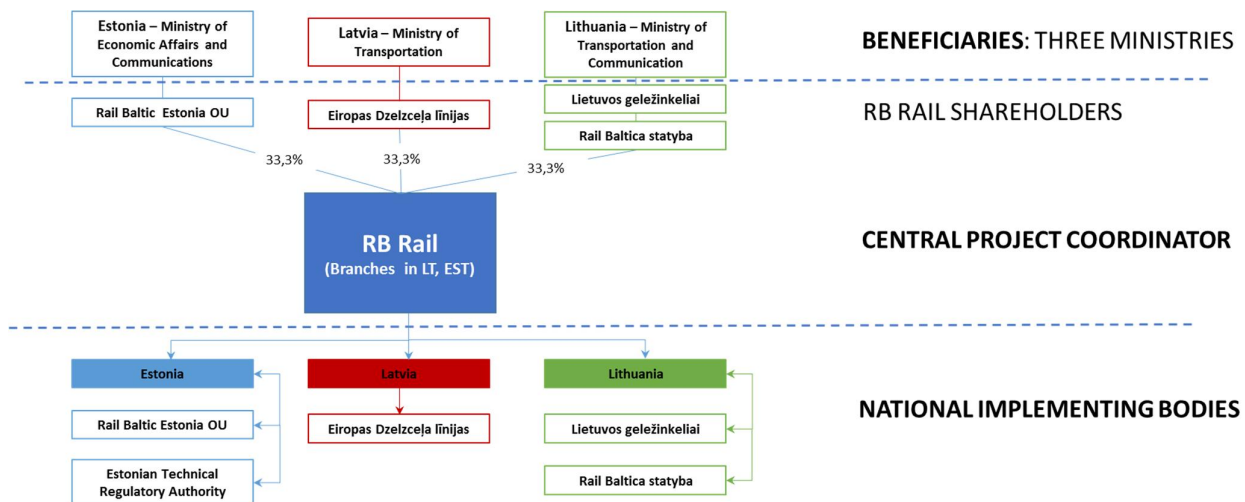 Estonia – Ministry of
Economic Affairs and
Communications
Latvia – Ministry of
Transportation
Lithuania – Ministry of
Transportation and
Communication
BENEFICIARIES: THREE MINISTRIES
Rail Baltic Estonia OU
Eiropas Dzelzceļa līnijas
Lietuvos geležinkeliai
Rail Baltica statyba
RB RAIL SHAREHOLDERS
33,3%
33,3%
33,3%
RB Rail
(Branches in LT, EST)
CENTRAL PROJECT COORDINATOR
Estonia
Latvia
Lithuania
Rail Baltic Estonia OU
Eiropas Dzelzceļa līnijas
Lietuvos geležinkeliai
NATIONAL IMPLEMENTING BODIES
Estonian Technical
Regulatory Authority
Rail Baltica statyba